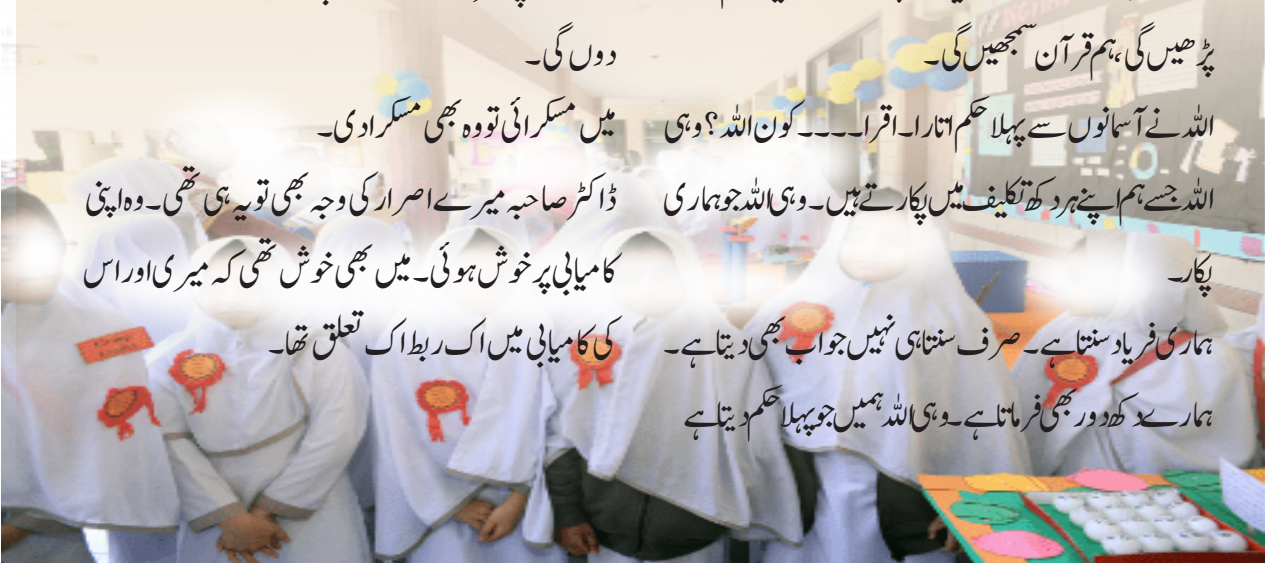 پڑھیں گی، ہم قرآن سمجھیں گی۔
اللہ نے آسمانوں سے پہلا حکم اتارا۔ اقرا۔۔۔۔ کون اللہ؟ وہی
اللہ جسے ہم اپنے ہر دکھ تکلیف میں پکارتے ہیں۔ وہی اللہ جو ہماری
پکار۔
ہماری فریاد سنتا ہے۔ صرف سنتا ہی نہیں جواب بھی دیتا ہے۔
ہمارے دکھ دور بھی فرماتا ہے۔ وہی اللہ ہمیں جو پہلا حکم دیتا ہے
دوں گی۔
میں مسکرائی تو وہ بھی مسکرا دی۔
ڈاکٹر صاحبہ میرے اصرار کی وجہ بھی تو یہ ہی تھی۔ وہ اپنی
کامیابی پر خوش ہوئی۔ میں بھی خوش تھی کہ میری اور اس
کی کامیابی میں اک ربط اک تعلق تھا۔